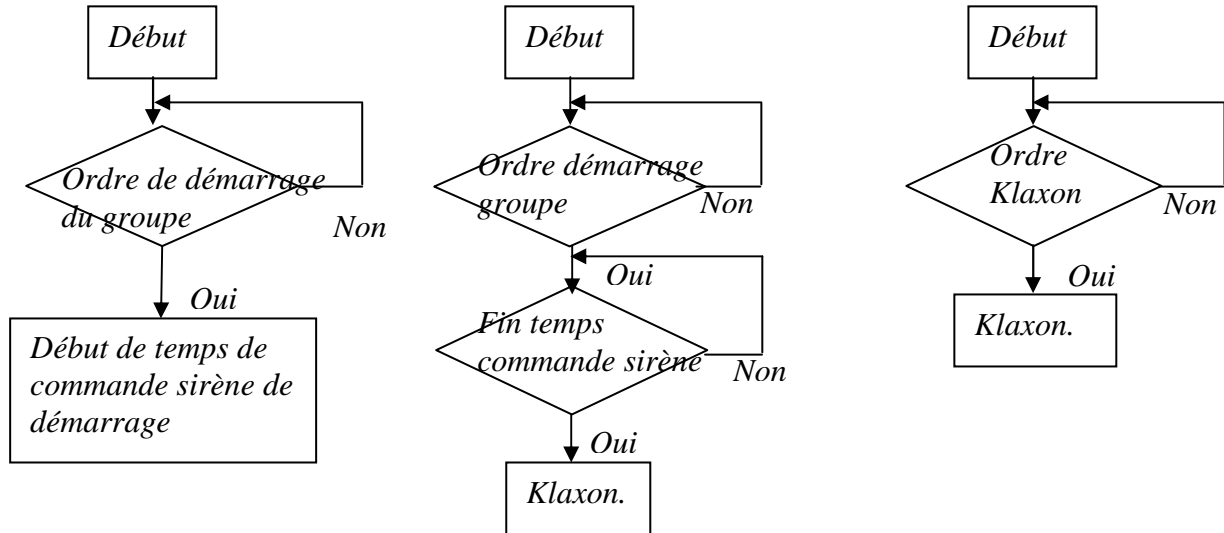 Début
Ordre de démarrage
du groupe
Non
Oui
Début de temps de
commande sirène de
démarrage
Début
Ordre démarrage
groupe
Non
Oui
Fin temps
commande sirène
Non
Oui
Klaxon.
Début
Ordre
Klaxon
Non
Oui
Klaxon.